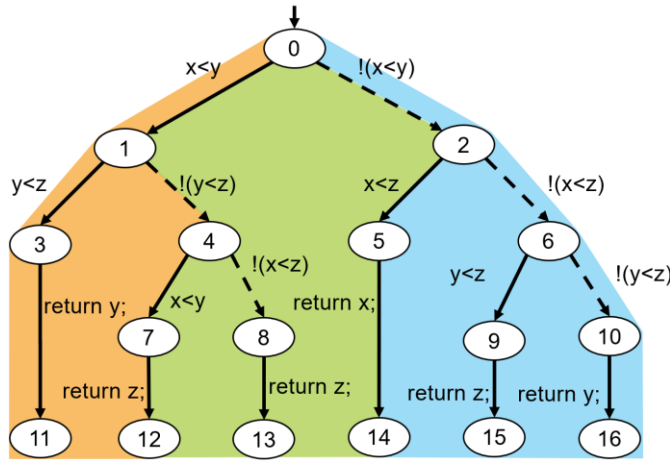 0
x<y
!(x<y)
1
2
y<z
!(y<z)
x<z
!(x<z)
3
4
5
6
return y;
x<y
!(x<z)
return x;
y<z
!(y<z)
7
8
9
10
return z;
return z;
return z;
return y;
11
12
13
14
15
16